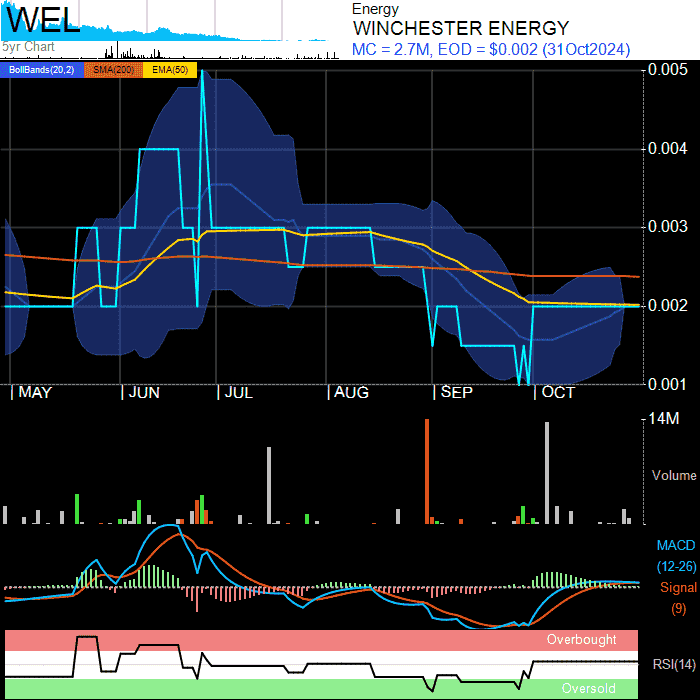 WEL
5yr Chart
Energy
WINCHESTER ENERGY
MC = 2.7M, EOD = $0.002 (31Oct2024)
BollBands(20,2) SMA(200) EMA(50)
0.005
0.004
0.003
0.002
0.001
MAY JUN JUL AUG SEP OCT
14M
Volume
MACD
(12-26)
Signal
(9)
Overbought
RSI(14)
Oversold